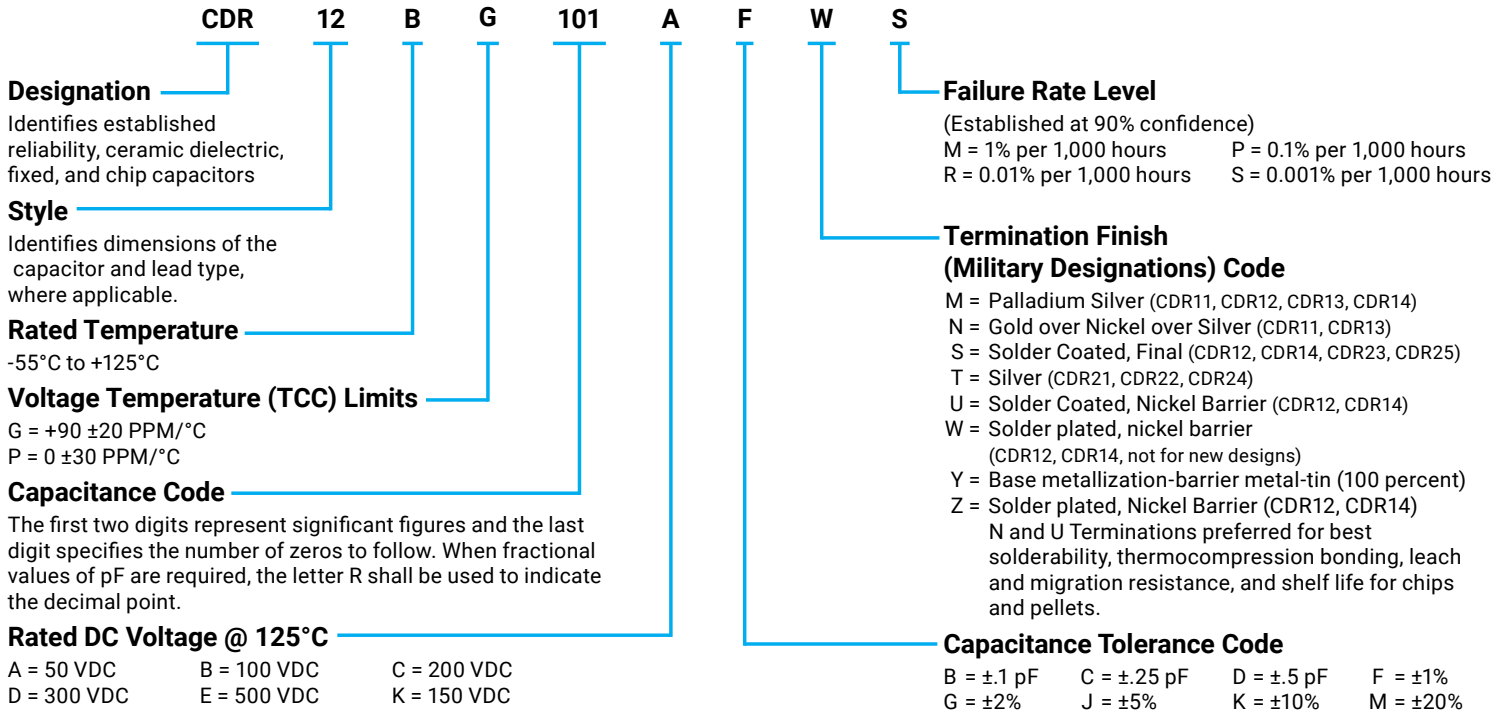 CDR 12 B G 101 A F W S
Designation
Identifies established
reliability, ceramic dielectric,
fixed, and chip capacitors
Style
Identifies dimensions of the
capacitor and lead type,
where applicable.
Rated Temperature
-55°C to +125°C
Voltage Temperature (TCC) Limits
G = +90 ±20 PPM/°C
P = 0 ±30 PPM/°C
Capacitance Code
The first two digits represent significant figures and the last
digit specifies the number of zeros to follow. When fractional
values of pF are required, the letter R shall be used to indicate
the decimal point.
Rated DC Voltage @ 125°C
A = 50 VDC B = 100 VDC C = 200 VDC
D = 300 VDC E = 500 VDC K = 150 VDC
Failure Rate Level
(Established at 90% confidence)
M = 1% per 1,000 hours P = 0.1% per 1,000 hours
R = 0.01% per 1,000 hours S = 0.001% per 1,000 hours
Termination Finish
(Military Designations) Code
M = Palladium Silver (CDR11, CDR12, CDR13, CDR14)
N = Gold over Nickel over Silver (CDR11, CDR13)
S = Solder Coated, Final (CDR12, CDR14, CDR23, CDR25)
T = Silver (CDR21, CDR22, CDR24)
U = Solder Coated, Nickel Barrier (CDR12, CDR14)
W = Solder plated, nickel barrier
(CDR12, CDR14, not for new designs)
Y = Base metallization-barrier metal-tin (100 percent)
Z = Solder plated, Nickel Barrier (CDR12, CDR14)
N and U Terminations preferred for best
solderability, thermocompression bonding, leach
and migration resistance, and shelf life for chips
and pellets.
Capacitance Tolerance Code
B = ±.1 pF C = ±.25 pF D = ±.5 pF F = ±1%
G = ±2% J = ±5% K = ±10% M = ±20%